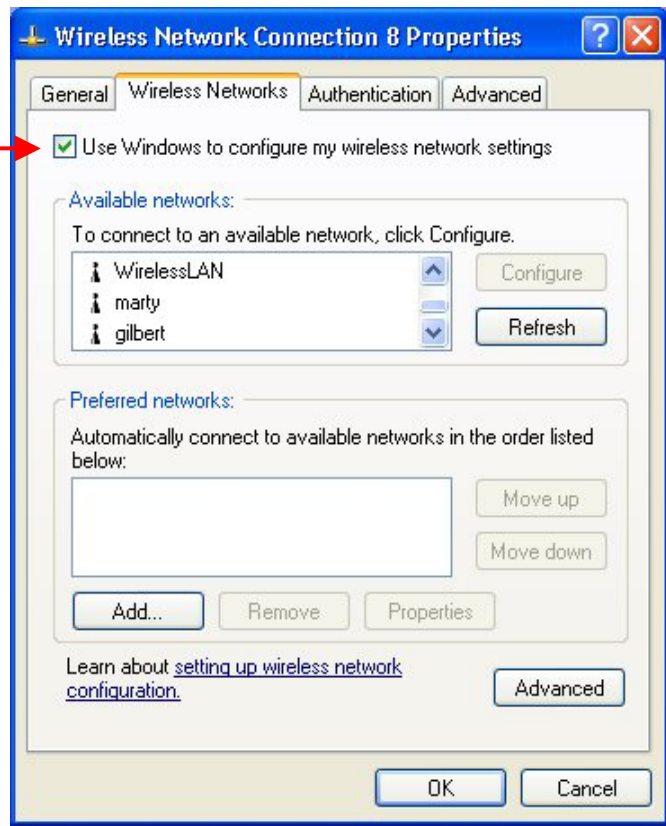 Wireless Network Connection 8 Properties
General Wireless Networks Authentication Advanced
Use Windows to configure my wireless network settings
Available networks:
To connect to an available network, click Configure.
WirelessLAN
Configure
marty
gilbert
Refresh
Preferred networks:
Automatically connect to available networks in the order listed
below:
Move up
Move down
Add... Remove Properties
Learn about setting up wireless network
configuration.
Advanced
OK Cancel